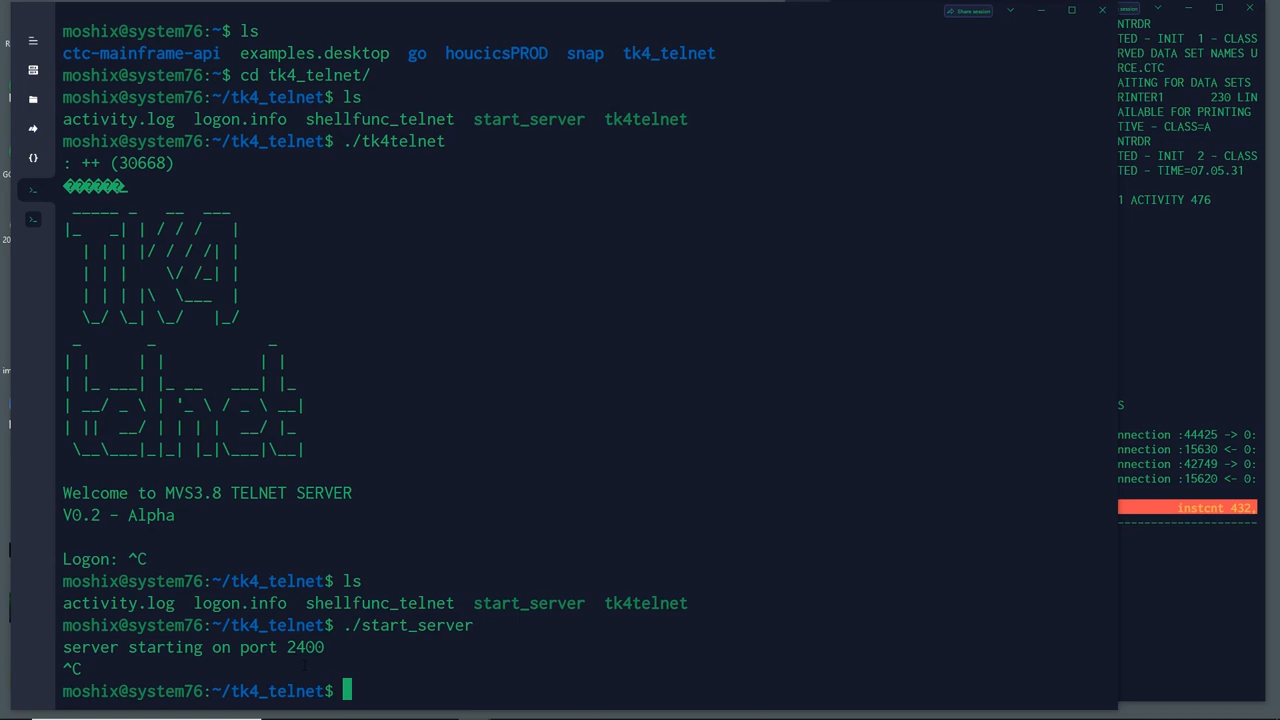 Share session
moshix@system76:~$ ls
ctc-mainframe-api  examples.desktop  go  houcicsPROD  snap  tk4_telnet
moshix@system76:~$ cd tk4_telnet/
moshix@system76:~/tk4_telnet$ ls
activity.log  logon.info  shellfunc_telnet  start_server  tk4telnet
moshix@system76:~/tk4_telnet$ ./tk4telnet
: ++ (30668)
TK4
telnet
Welcome to MVS3.8 TELNET SERVER
V0.2 - Alpha
Logon: ^C
moshix@system76:~/tk4_telnet$ ls
activity.log  logon.info  shellfunc_telnet  start_server  tk4telnet
moshix@system76:~/tk4_telnet$ ./start_server
server starting on port 2400
^C
moshix@system76:~/tk4_telnet$
session
NTRDR
TED - INIT  1 - CLASS
RVED DATA SET NAMES U
RCE.CTC
AITING FOR DATA SETS
RINTER1     230 LIN
AILABLE FOR PRINTING
TIVE - CLASS=A
NTRDR
TED - INIT  2 - CLASS
TED - TIME=07.05.31
1 ACTIVITY 476
S
nnection :44425 -> 0:
nnection :15630 <- 0:
nnection :42749 -> 0:
nnection :15620 <- 0:
instcnt 432,